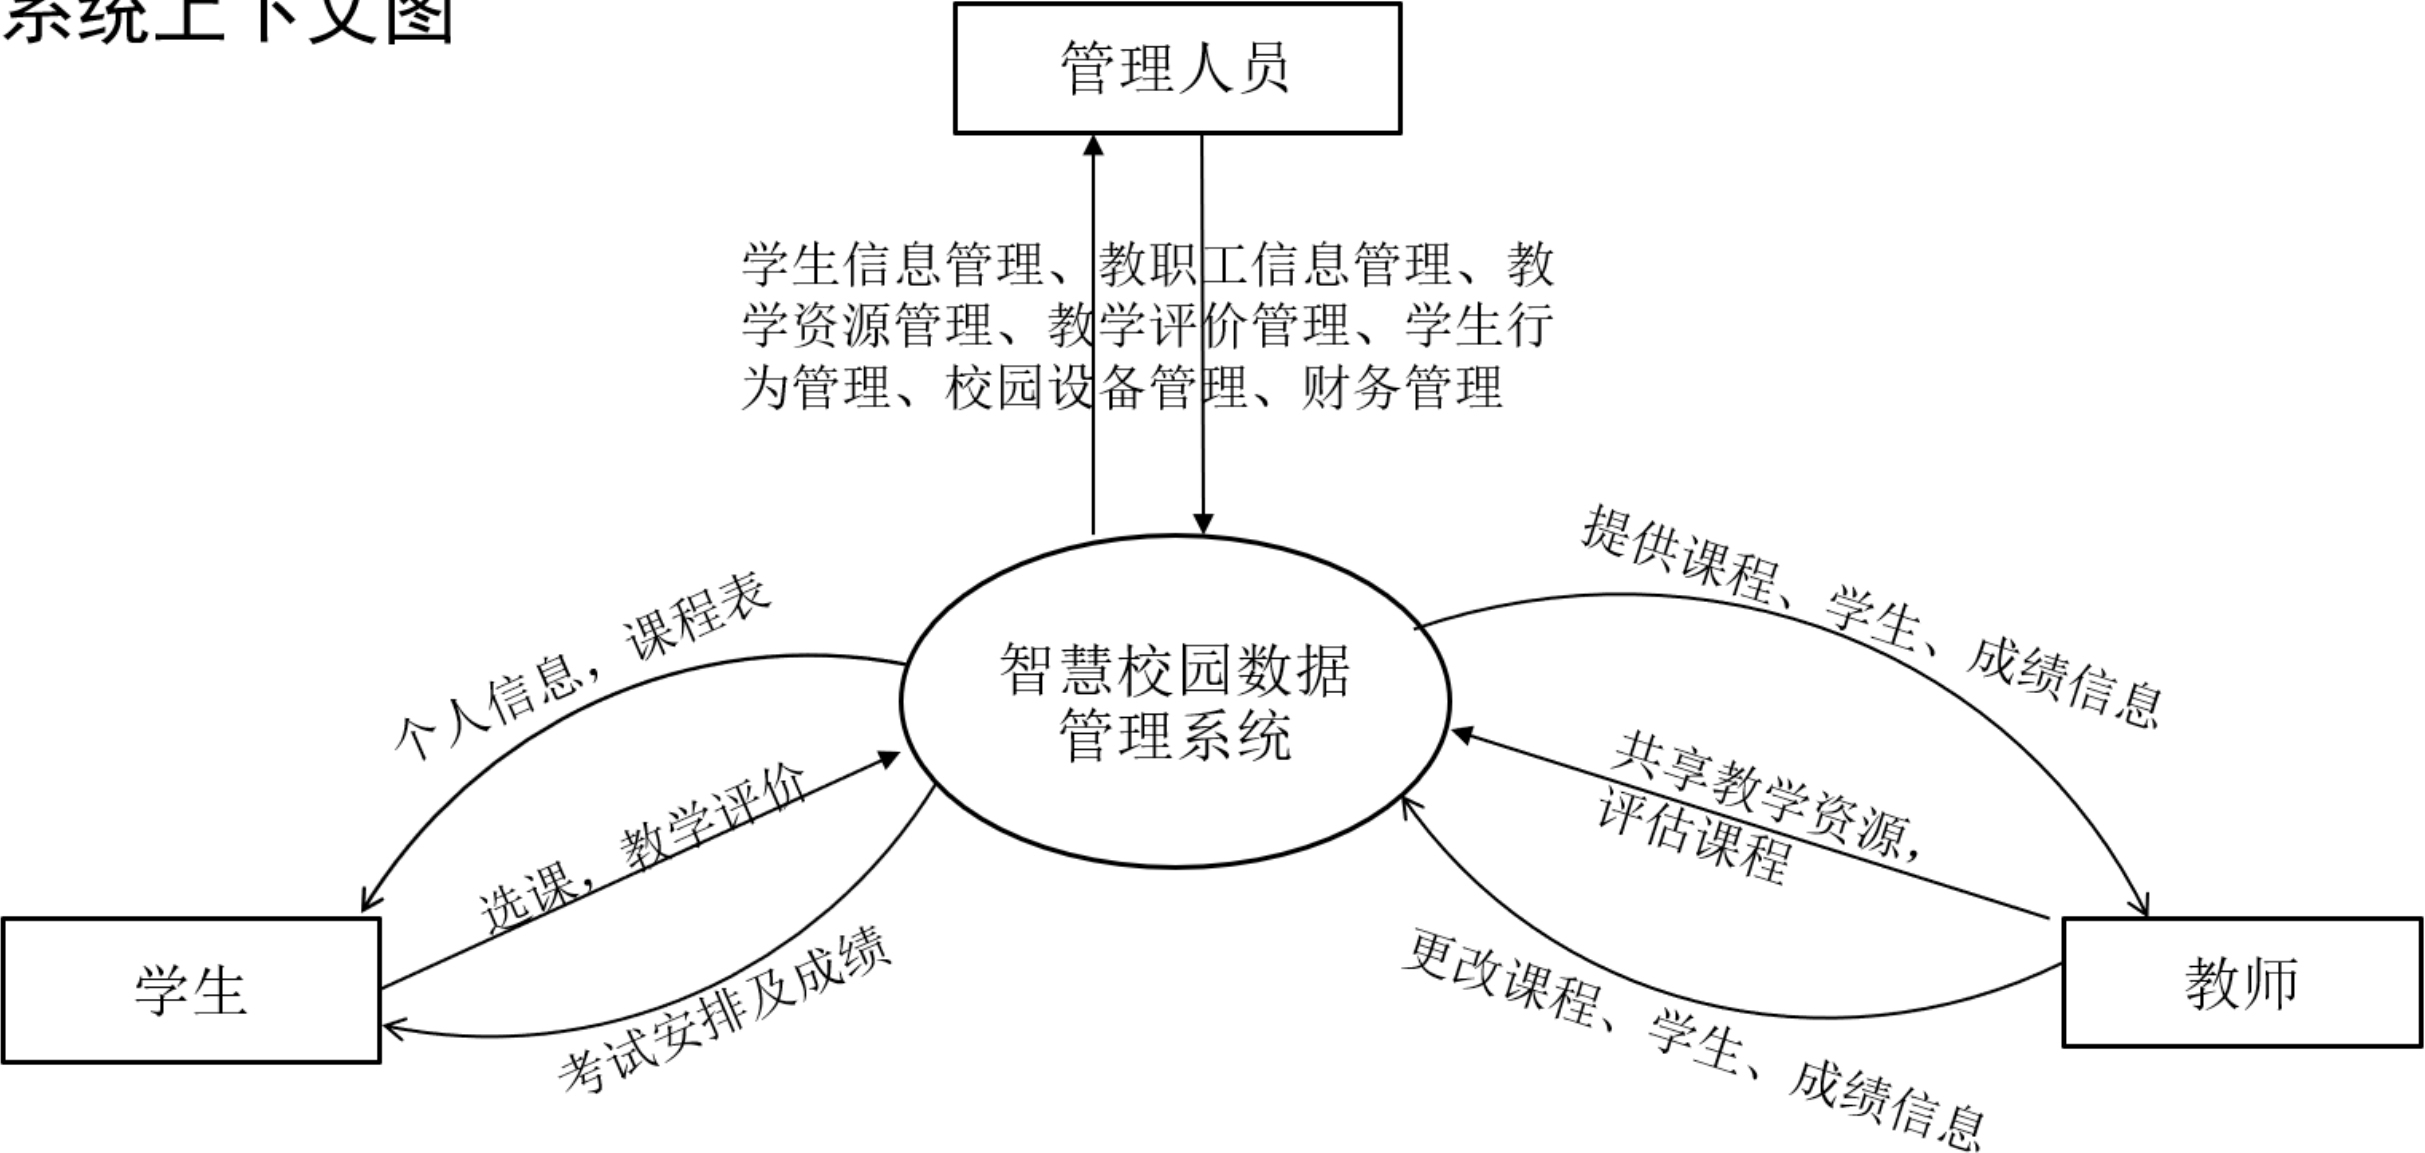 系统上下文图
管理人员
学生信息管理、教职工信息管理、教
学资源管理、教学评价管理、学生行
为管理、校园设备管理、财务管理
提供课程、学生、成绩信息
个人信息，课程表
智慧校园数据
管理系统
共享教学资源，
评估课程
选课，教学评价
更改课程、学生、成绩信息
考试安排及成绩
学生
教师